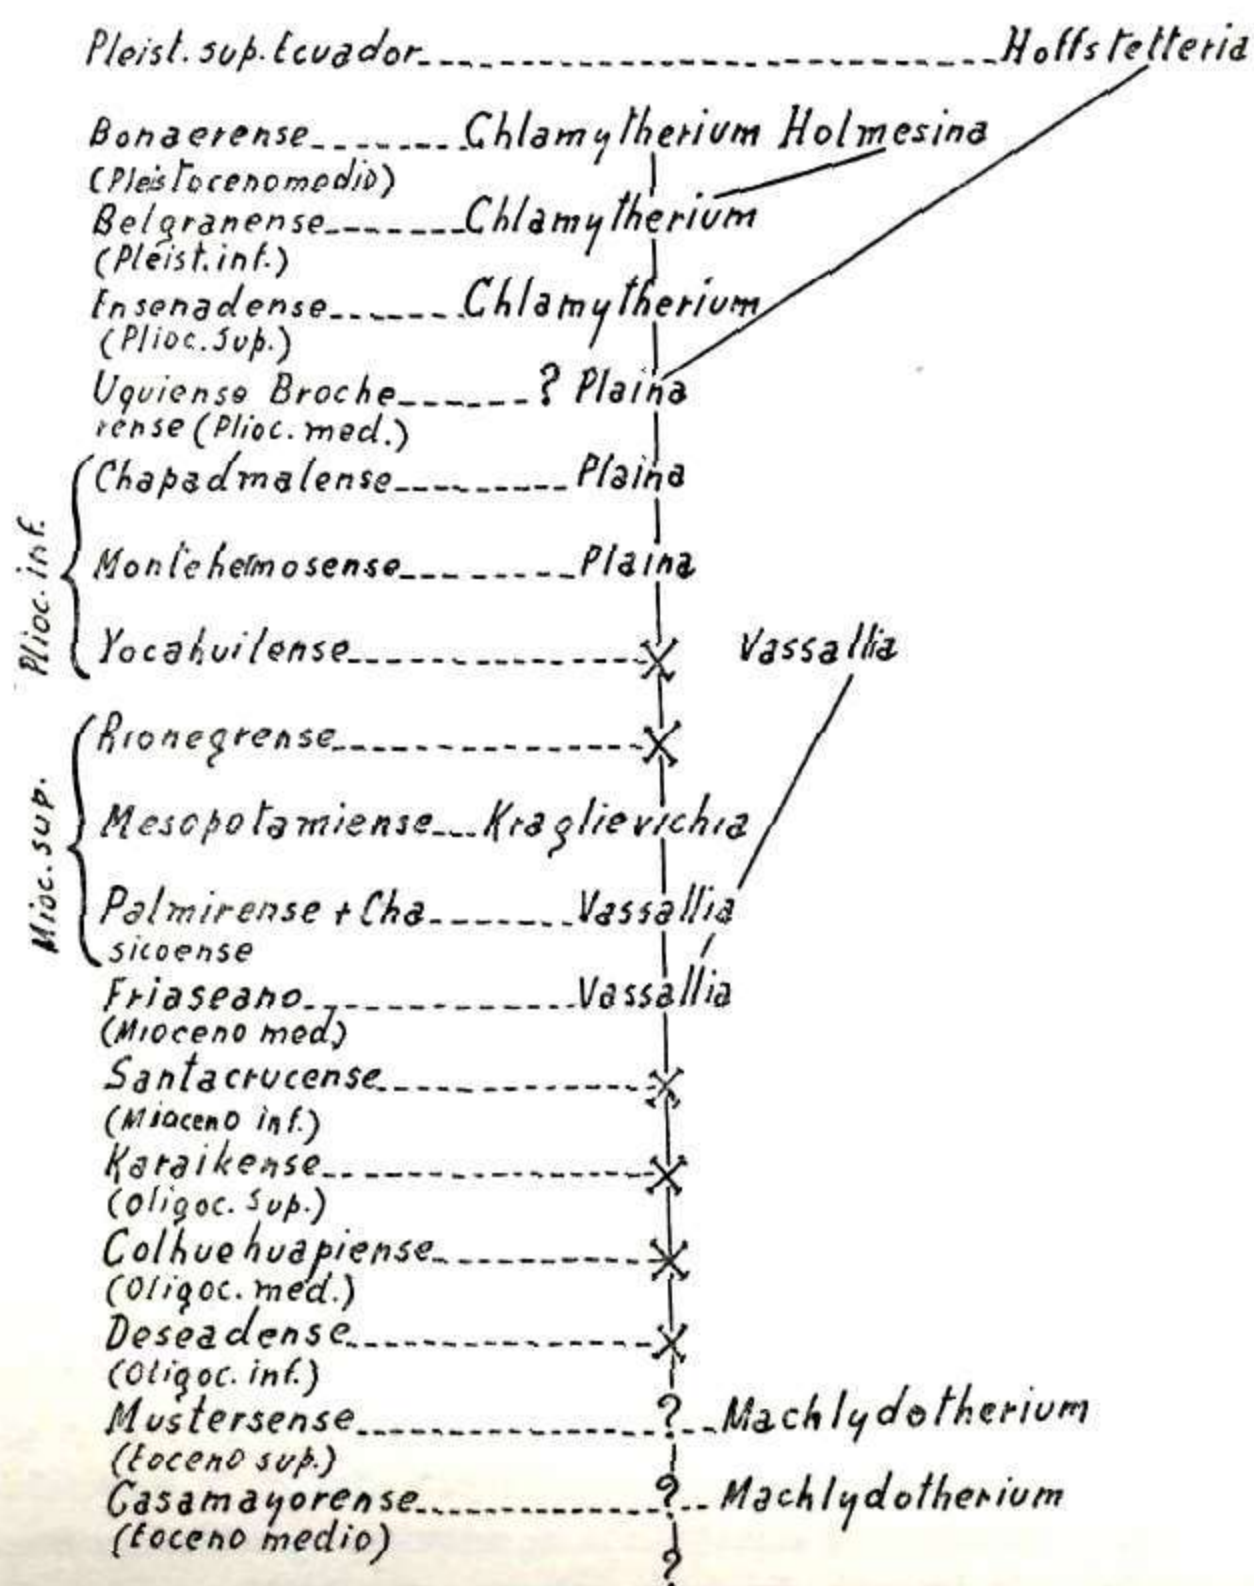 Pleist. sup. Ecuador Hoffstetteria
Bonaerense Chlamytherium Holmesina
(Pleistocenomedio)
Belgranense Chlamytherium
(Pleist. inf.)
Ensenadense Chlamytherium
(Plioc. Sup.)
Uquiense Broche ? Plaina
rense (Plioc. med.)
Plioc. inf.
Chapadmalense Plaina
Montehermosense Plaina
Yocahuilense Vassallia
Mioc. sup.
Rionegrense
Mesopotamiense Kraglievichia
Palmirense + Cha Vassallia
sicoense
Friaseano Vassallia
(Mioceno med.)
Santacrucense
(Mioceno inf.)
Karaikense
(Oligoc. Sup.)
Colhuehuapiense
(Oligoc. med.)
Deseadense
(Oligoc. inf.)
Mustersense ? Machlydotherium
(Eoceno sup.)
Casamayorense ? Machlydotherium
(Eoceno medio)
?